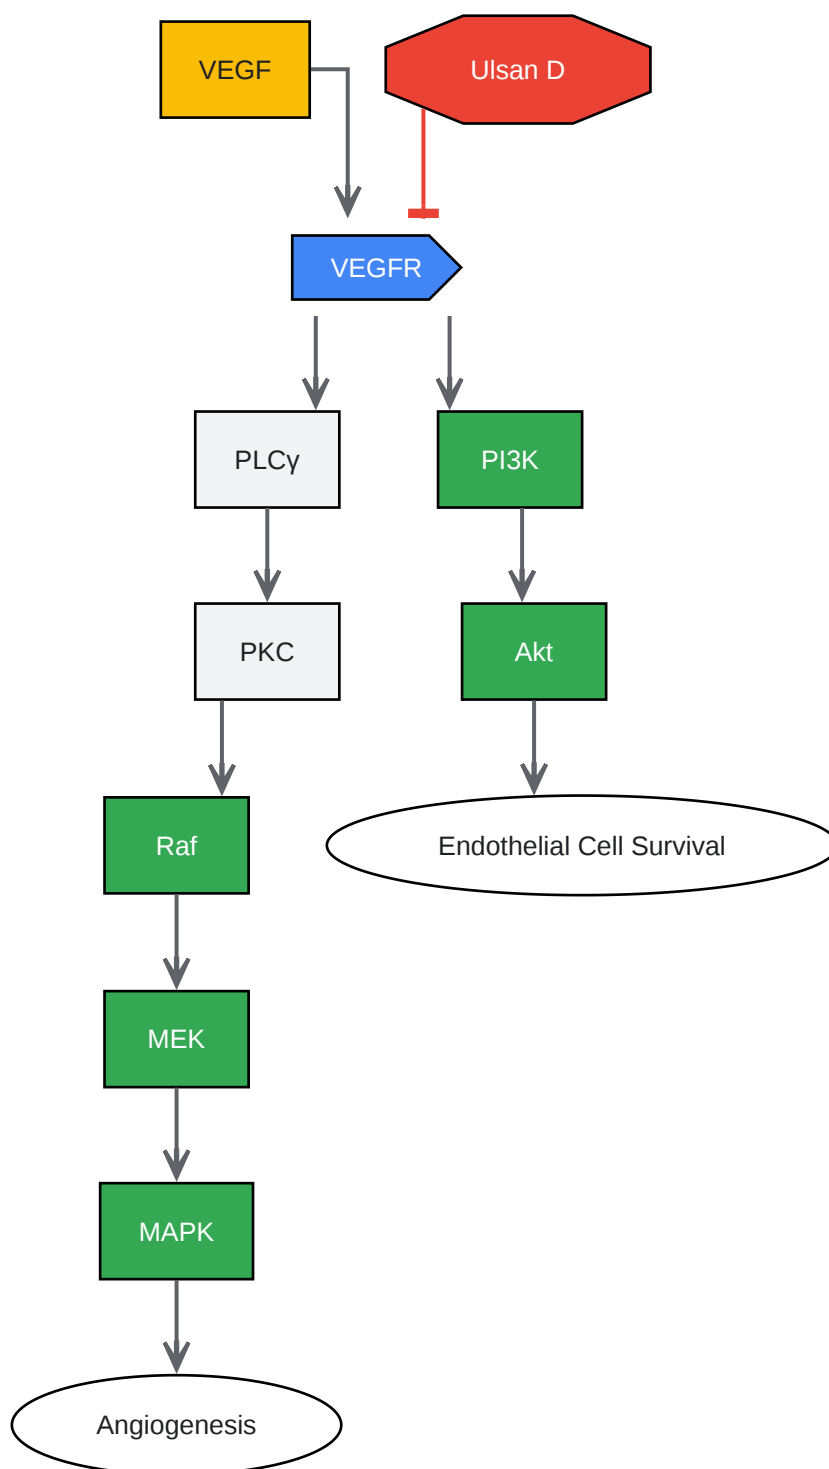 VEGF
Ulsan D
VEGFR
PLCγ
PI3K
PKC
Akt
Raf
Endothelial Cell Survival
MEK
MAPK
Angiogenesis